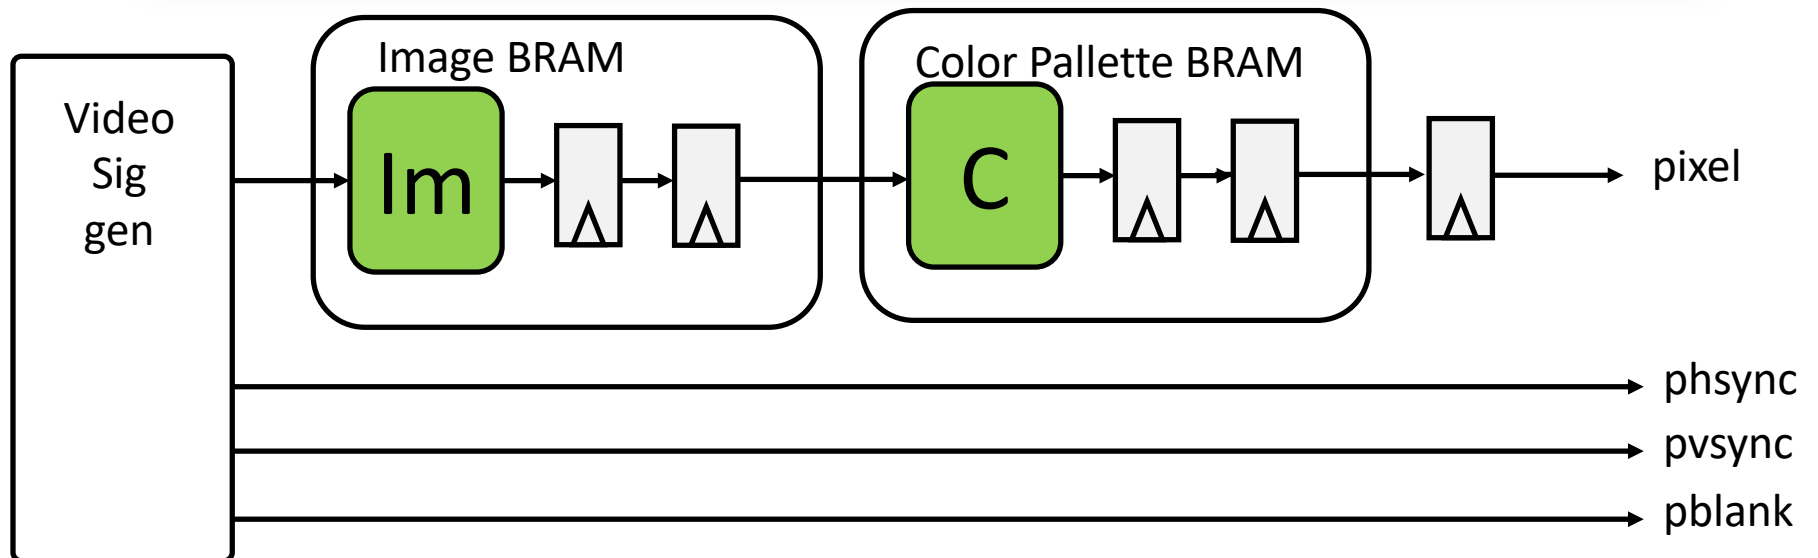 Video
Sig
gen
Image BRAM
Im
Color Pallette BRAM
C
pixel
phsync
pvsync
pblank